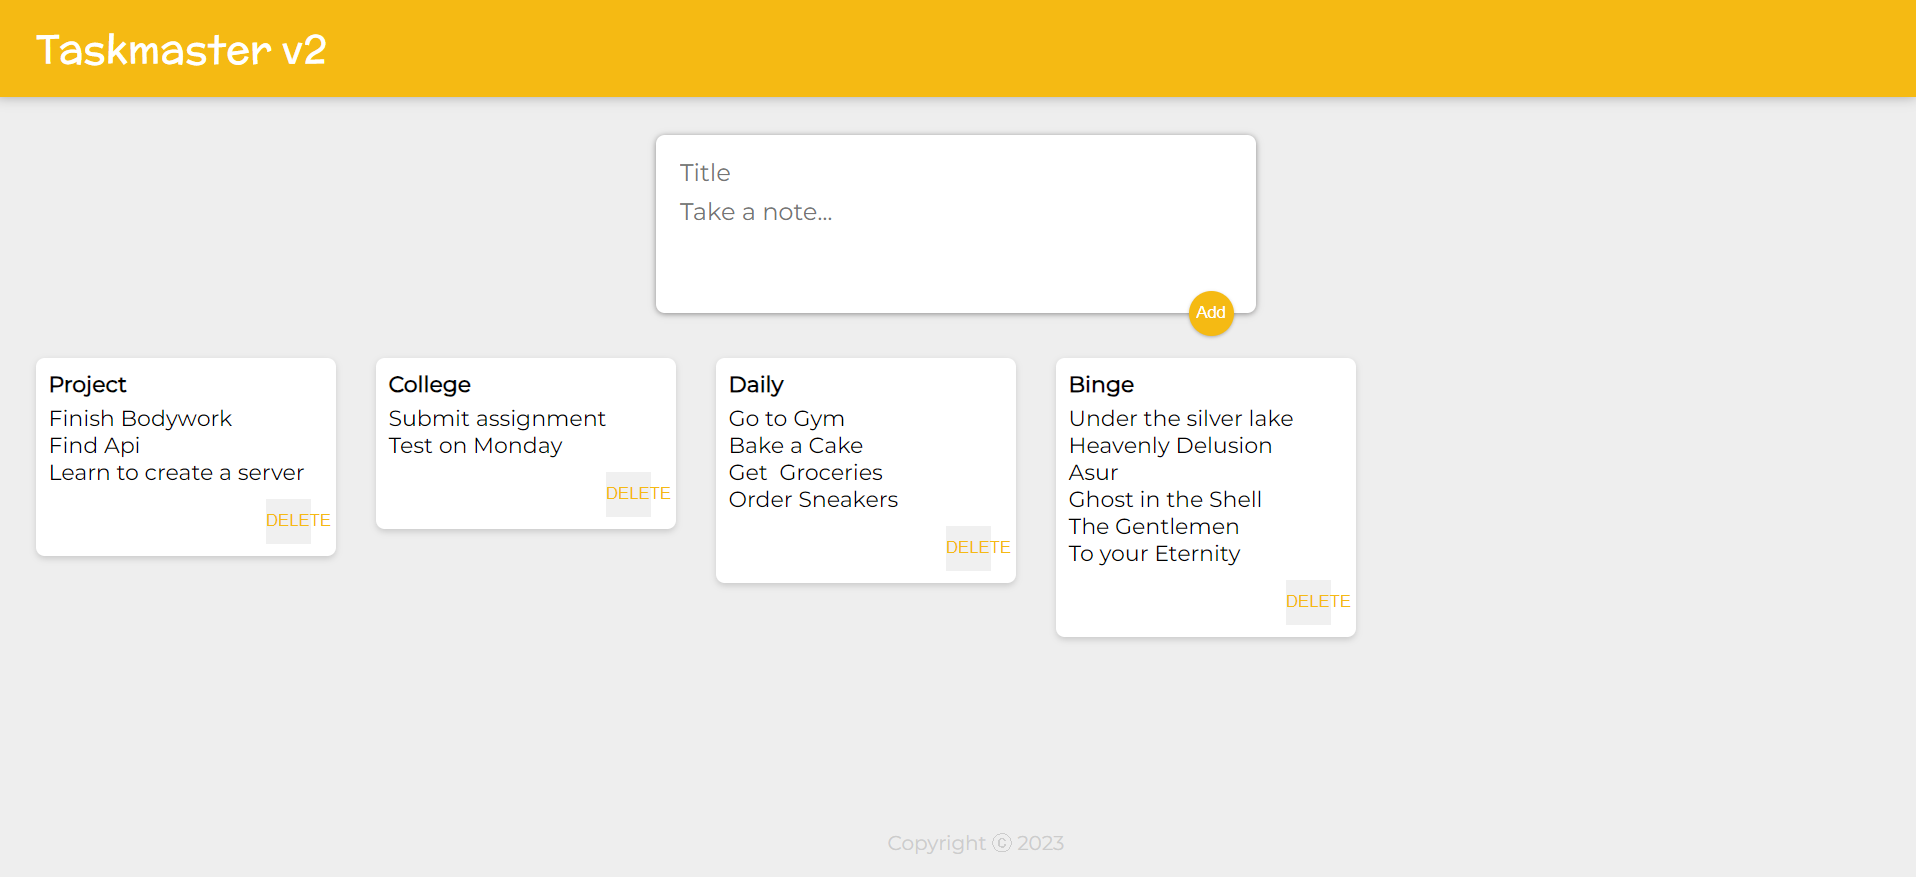 Taskmaster v2
Title
Take a note...
Add
Project
Finish Bodywork
Find Api
Learn to create a server
DELETE
College
Submit assignment
Test on Monday
DELETE
Daily
Go to Gym
Bake a Cake
Get  Groceries
Order Sneakers
DELETE
Binge
Under the silver lake
Heavenly Delusion
Asur
Ghost in the Shell
The Gentlemen
To your Eternity
DELETE
Copyright ⓒ 2023